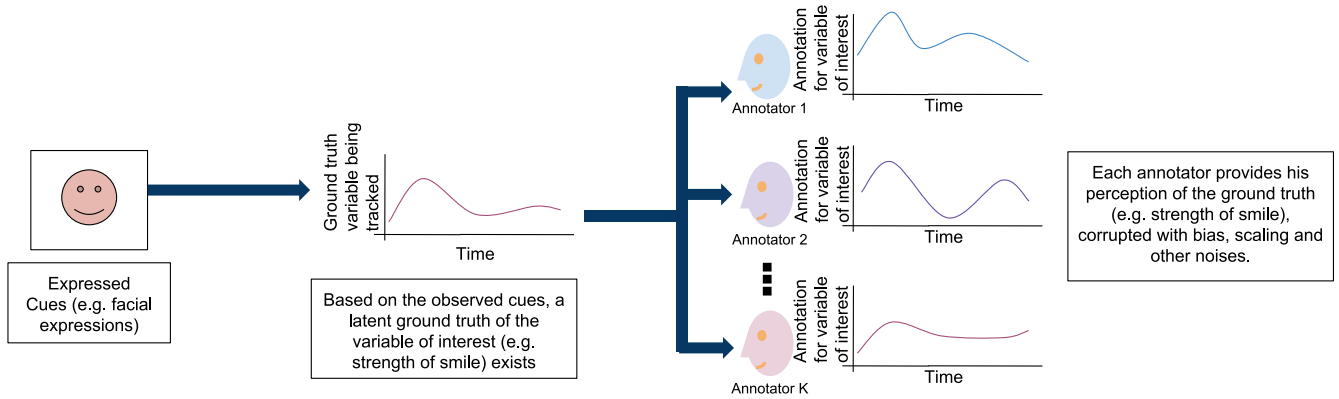 Expressed
Cues (e.g. facial
expressions)
Ground truth
variable being
tracked
Time
Based on the observed cues, a
latent ground truth of the
variable of interest (e.g.
strength of smile) exists
Annotator 1
Annotation
for variable
of interest
Time
Annotator 2
Annotation
for variable
of interest
Time
Annotator K
Annotation
for variable
of interest
Time
Each annotator provides his
perception of the ground truth
(e.g. strength of smile),
corrupted with bias, scaling and
other noises.